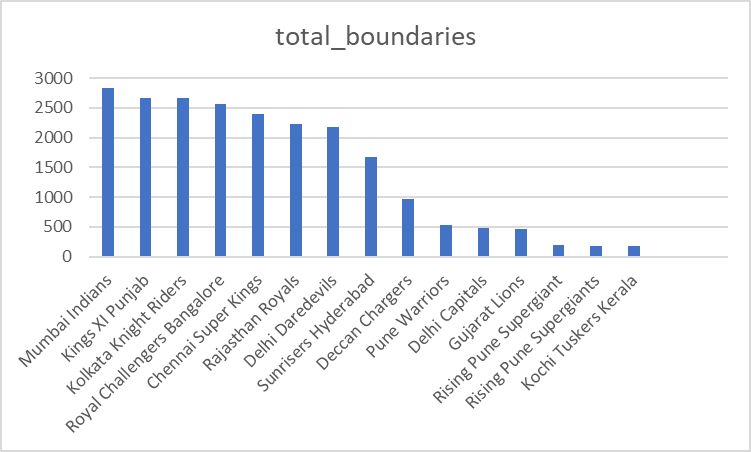 total_boundaries
3000
2500
2000
1500
1000
500
0
Mumbai Indians
Kings XI Punjab
Kolkata Knight Riders
Royal Challengers Bangalore
Chennai Super Kings
Rajasthan Royals
Delhi Daredevils
Sunrisers Hyderabad
Deccan Chargers
Pune Warriors
Delhi Capitals
Gujarat Lions
Rising Pune Supergiant
Rising Pune Supergiants
Kochi Tuskers Kerala